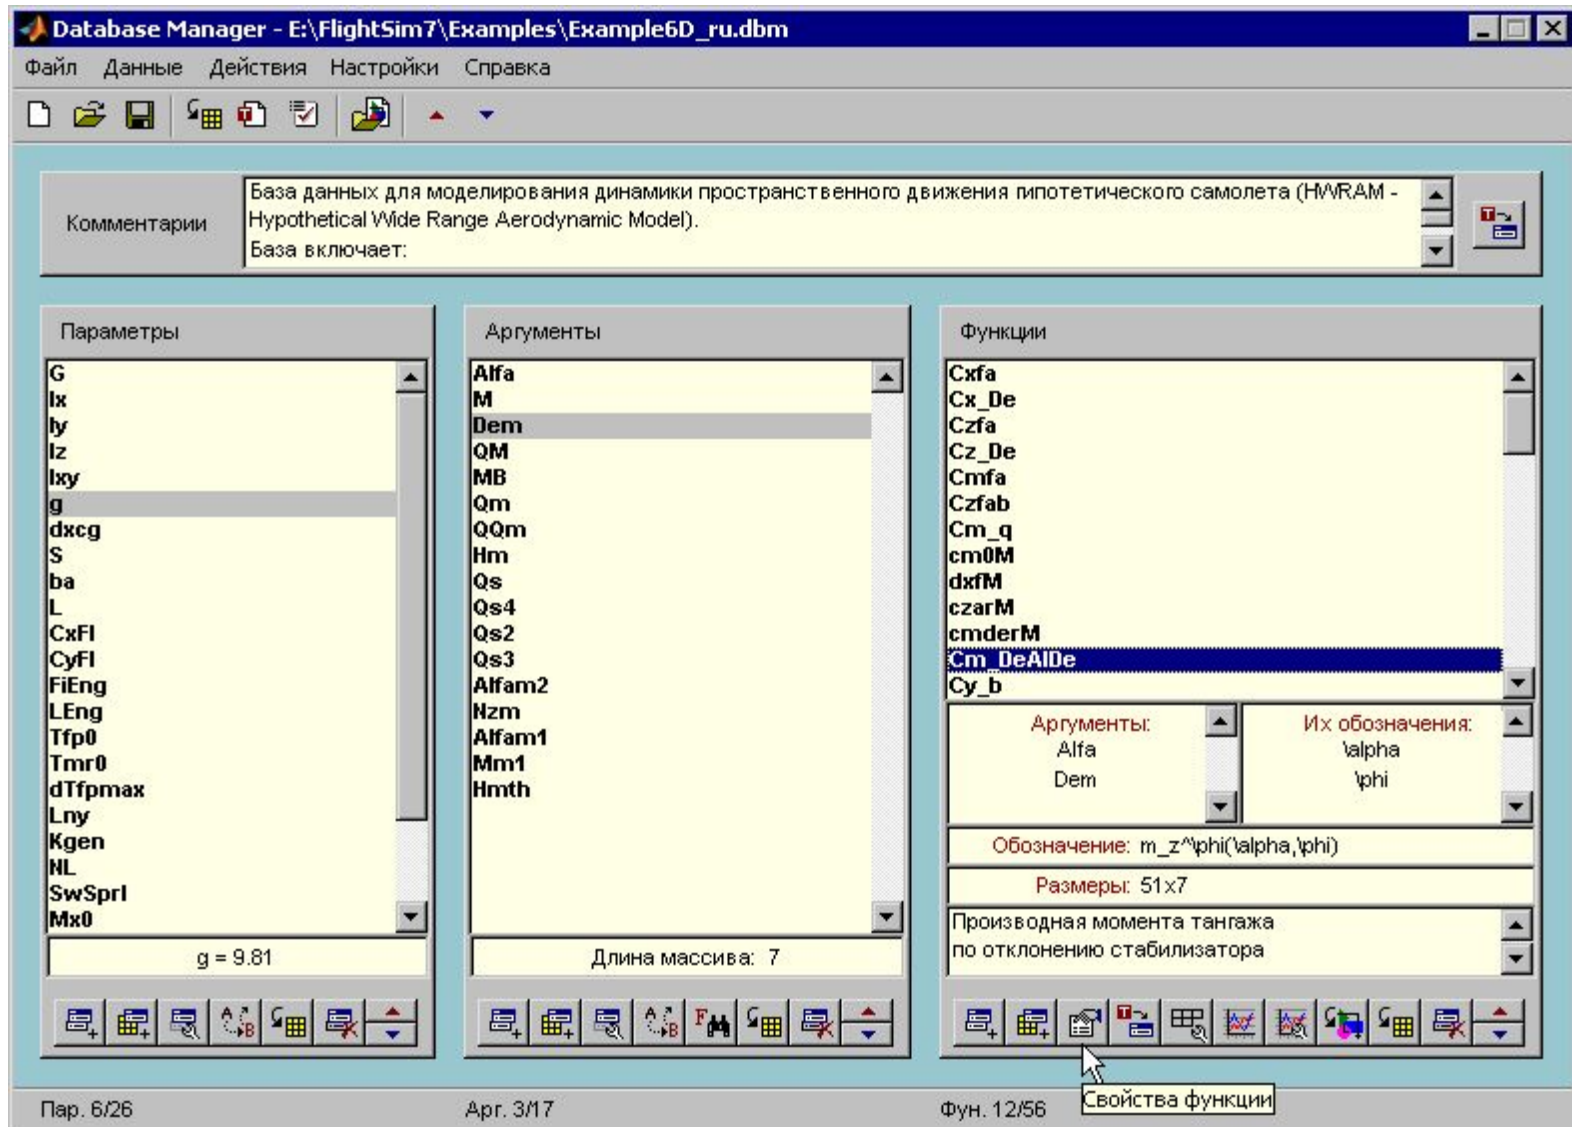 Database Manager - E:\FlightSim7\Examples\Example6D_ru.dbm
Файл Данные Действия Настройки Справка
Комментарии
База данных для моделирования динамики пространственного движения гипотетического самолета (HWRAM -
Hypothetical Wide Range Aerodynamic Model).
База включает:
Параметры
G
Ix
Iy
Iz
Ixy
g
dxcg
S
ba
L
CxFl
CyFl
FiEng
LEng
Tfp0
Tmr0
dTfpmax
Lny
Kgen
NL
SwSprl
Mx0
g = 9.81
Аргументы
Alfa
M
Dem
QM
MB
Qm
QQm
Hm
Qs
Qs4
Qs2
Qs3
Alfam2
Nzm
Alfam1
Mm1
Hmth
Длина массива: 7
Функции
Cxfa
Cx_De
Czfa
Cz_De
Cmfa
Czfab
Cm_q
cm0M
dxfM
czarM
cmderM
Cm_DeAlDe
Cy_b
Аргументы:
Alfa
Dem
Их обозначения:
\alpha
\phi
Обозначение: m_z^\phi(\alpha,\phi)
Размеры: 51x7
Производная момента тангажа
по отклонению стабилизатора
Свойства функции
Пар. 6/26
Арг. 3/17
Фун. 12/56